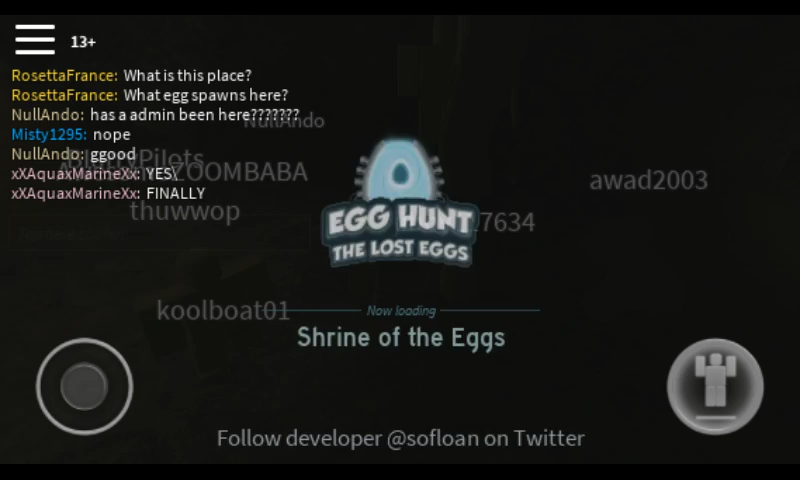 13+
RosettaFrance: What is this place?
RosettaFrance: What egg spawns here?
NullAndo: has a admin been here???????
NullAndo
Misty1295: nope
NullAndo: ggood
ZOOMBABA
xXAquaxMarineXx: YES\
awad2003
xXAquaxMarineXx: FINALLY
thuwwop
EGG HUNT
7634
THE LOST EGGS
koolboat01
Now loading
Shrine of the Eggs
Follow developer @sofloan on Twitter